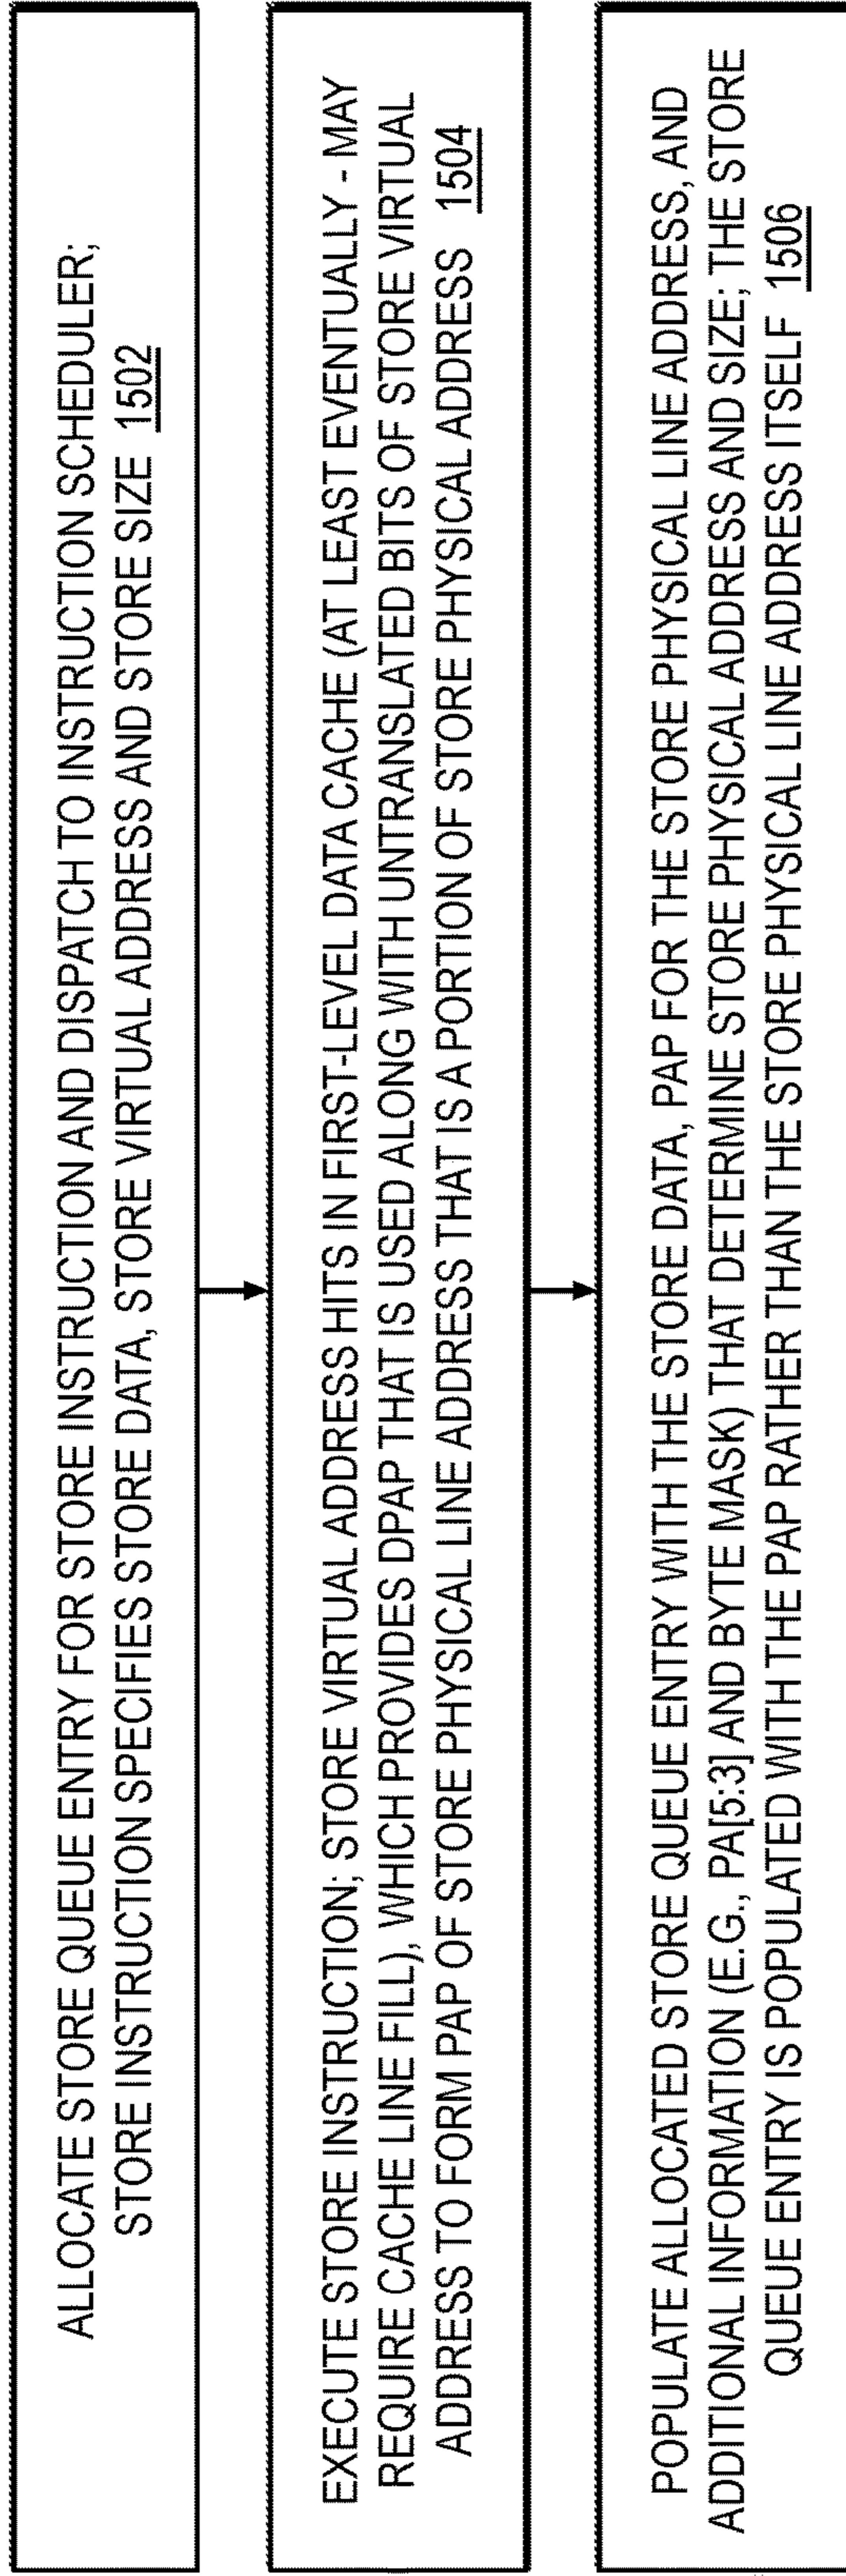 ALLOCATE STORE QUEUE ENTRY FOR STORE INSTRUCTION AND DISPATCH TO INSTRUCTION SCHEDULER;
STORE INSTRUCTION SPECIFIES STORE DATA, STORE VIRTUAL ADDRESS AND STORE SIZE 1502
EXECUTE STORE INSTRUCTION; STORE VIRTUAL ADDRESS HITS IN FIRST-LEVEL DATA CACHE (AT LEAST EVENTUALLY - MAY
REQUIRE CACHE LINE FILL), WHICH PROVIDES DPAP THAT IS USED ALONG WITH UNTRANSLATED BITS OF STORE VIRTUAL
ADDRESS TO FORM PAP OF STORE PHYSICAL LINE ADDRESS THAT IS A PORTION OF STORE PHYSICAL ADDRESS 1504
POPULATE ALLOCATED STORE QUEUE ENTRY WITH THE STORE DATA, PAP FOR THE STORE PHYSICAL LINE ADDRESS, AND
ADDITIONAL INFORMATION (E.G., PA[5:3] AND BYTE MASK) THAT DETERMINE STORE PHYSICAL ADDRESS AND SIZE; THE STORE
QUEUE ENTRY IS POPULATED WITH THE PAP RATHER THAN THE STORE PHYSICAL LINE ADDRESS ITSELF 1506